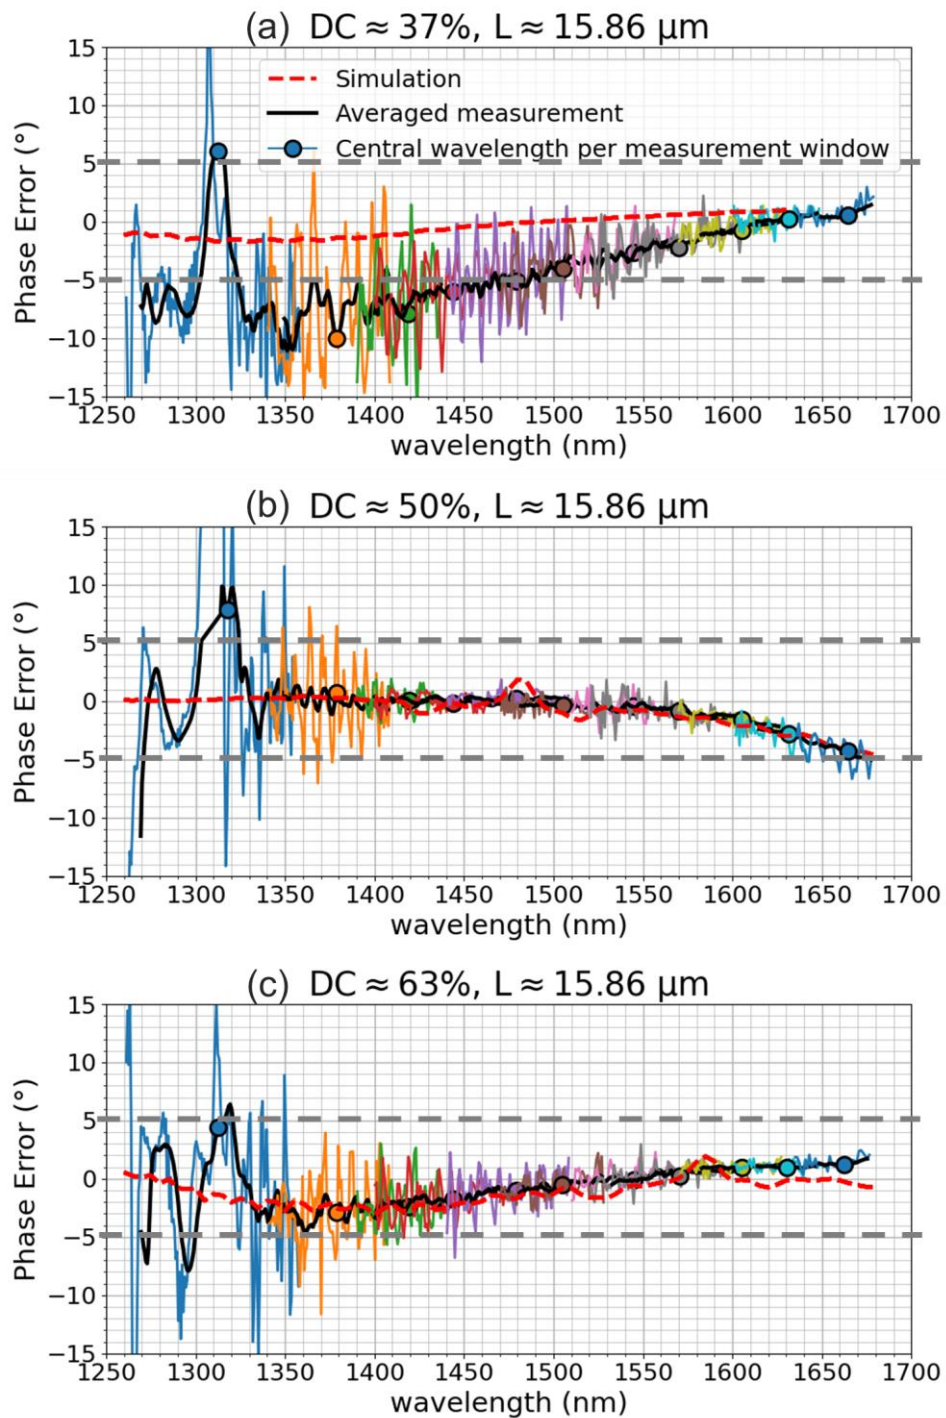 (a) DC ≈ 37%, L ≈ 15.86 µm
15
10
5
0
−5
−10
−15
Phase Error (°)
Simulation
Averaged measurement
Central wavelength per measurement window
1250 1300 1350 1400 1450 1500 1550 1600 1650 1700
wavelength (nm)
(b) DC ≈ 50%, L ≈ 15.86 µm
15
10
5
0
−5
−10
−15
Phase Error (°)
1250 1300 1350 1400 1450 1500 1550 1600 1650 1700
wavelength (nm)
(c) DC ≈ 63%, L ≈ 15.86 µm
15
10
5
0
−5
−10
−15
Phase Error (°)
1250 1300 1350 1400 1450 1500 1550 1600 1650 1700
wavelength (nm)